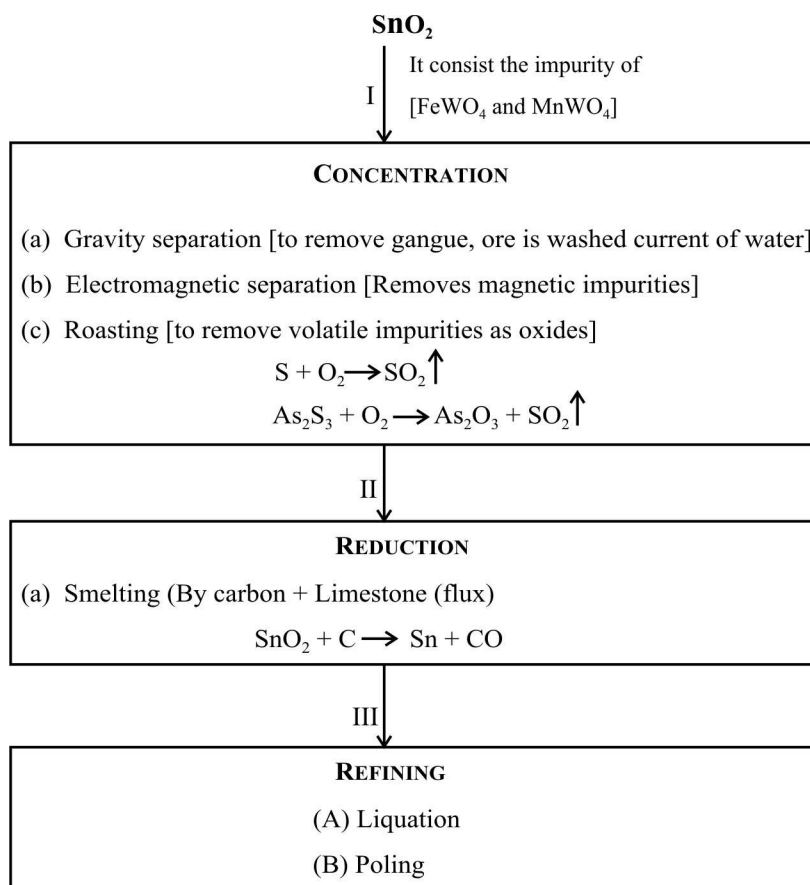 SnO₂
It consist the impurity of
I
[FeWO₄ and MnWO₄]
CONCENTRATION
(a) Gravity separation [to remove gangue, ore is washed current of water]
(b) Electromagnetic separation [Removes magnetic impurities]
(c) Roasting [to remove volatile impurities as oxides]
S + O₂ → SO₂ ↑
As₂S₃ + O₂ → As₂O₃ + SO₂ ↑
II
REDUCTION
(a) Smelting (By carbon + Limestone (flux)
SnO₂ + C → Sn + CO
III
REFINING
(A) Liquation
(B) Poling